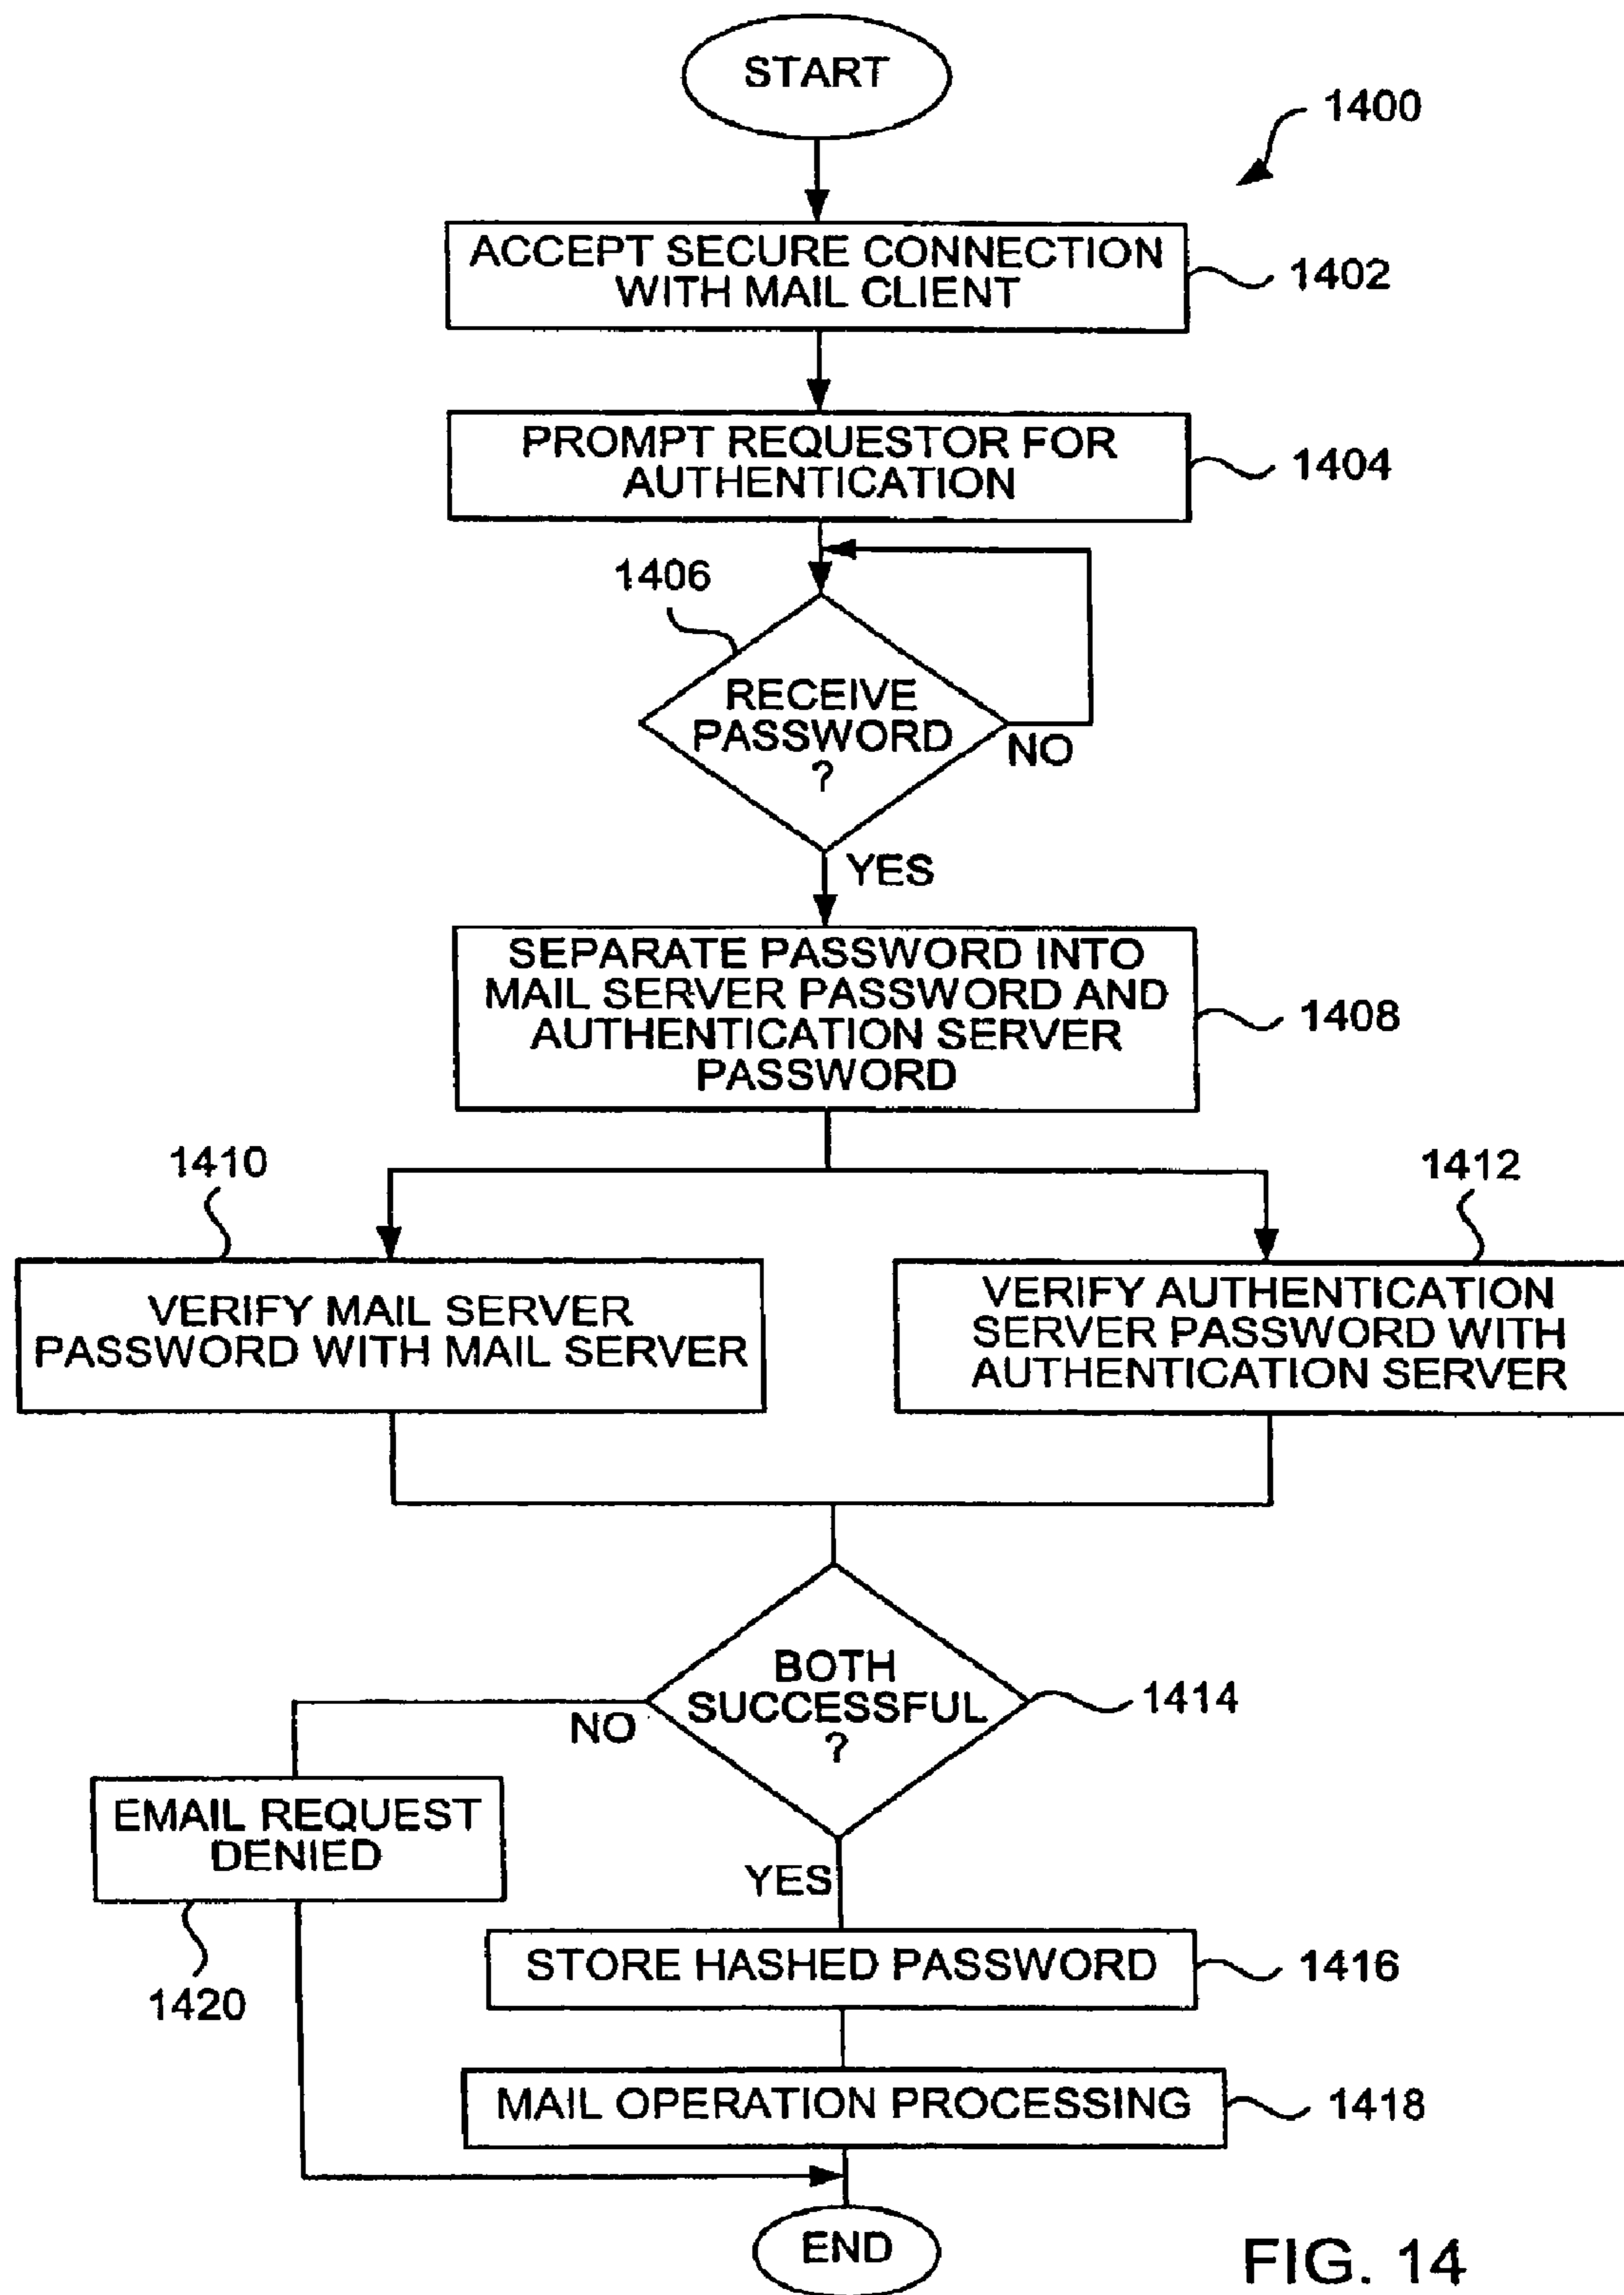 START
1400
ACCEPT SECURE CONNECTION
WITH MAIL CLIENT
1402
PROMPT REQUESTOR FOR
AUTHENTICATION
1404
1406
RECEIVE
PASSWORD
?
NO
YES
SEPARATE PASSWORD INTO
MAIL SERVER PASSWORD AND
AUTHENTICATION SERVER
PASSWORD
1408
1410
1412
VERIFY MAIL SERVER
PASSWORD WITH MAIL SERVER
VERIFY AUTHENTICATION
SERVER PASSWORD WITH
AUTHENTICATION SERVER
BOTH
SUCCESSFUL
?
1414
NO
EMAIL REQUEST
DENIED
1420
YES
STORE HASHED PASSWORD
1416
MAIL OPERATION PROCESSING
1418
END
FIG. 14